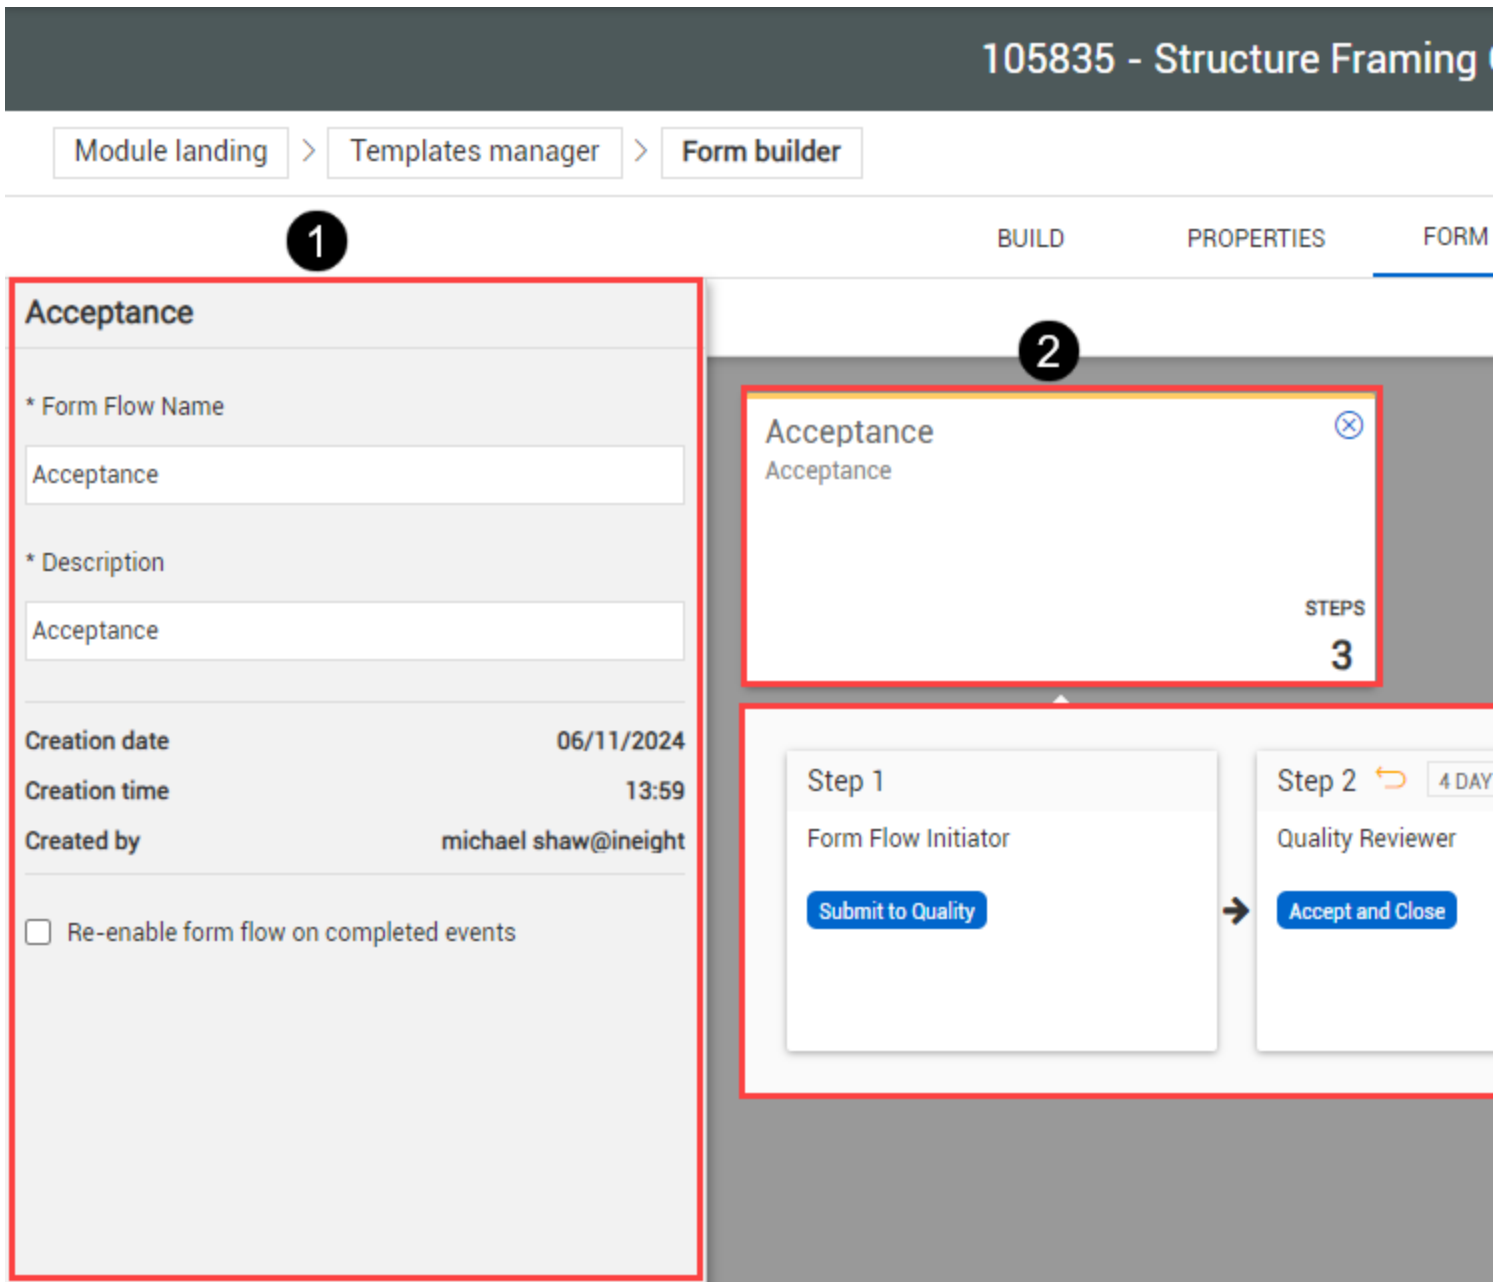 105835 - Structure Framing
Module landing > Templates manager > Form builder
1
BUILD PROPERTIES FORM
Acceptance
* Form Flow Name
Acceptance
* Description
Acceptance
Creation date 06/11/2024
Creation time 13:59
Created by michael shaw@ineight
Re-enable form flow on completed events
2
Acceptance
Acceptance
STEPS
3
Step 1
Form Flow Initiator
Submit to Quality
Step 2 4 DAY
Quality Reviewer
Accept and Close